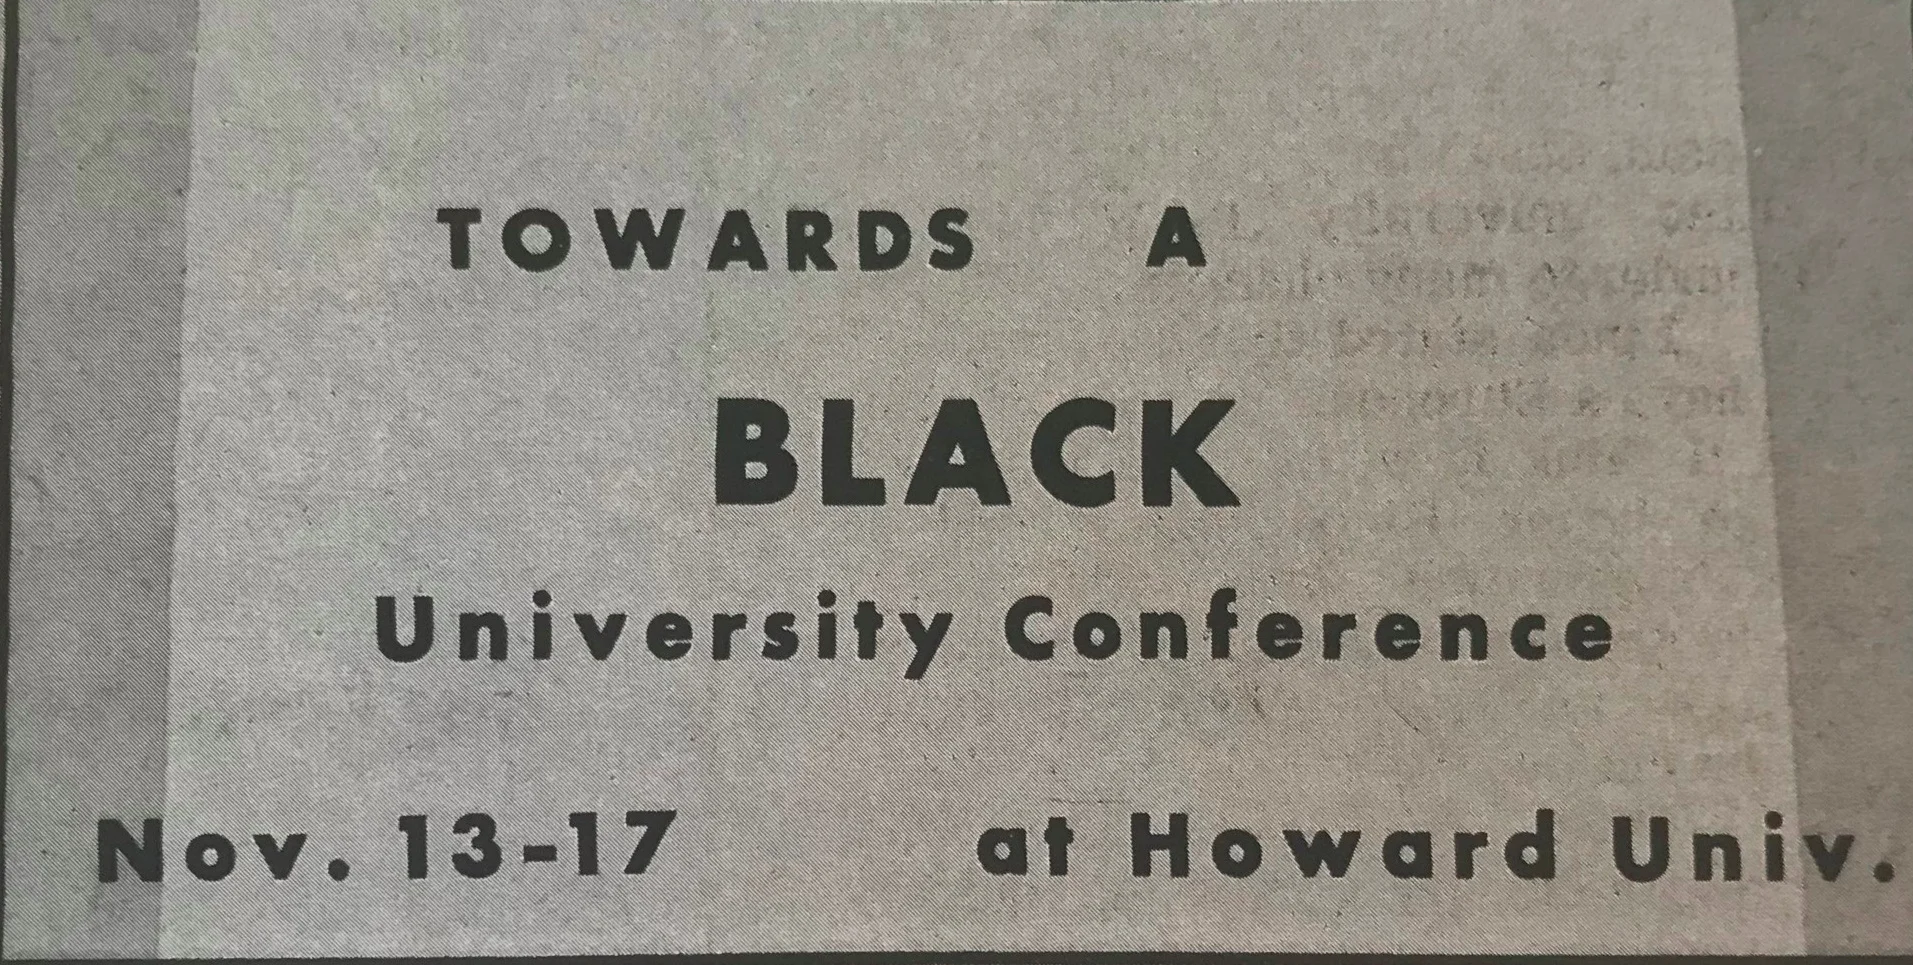 TOWARDS A
BLACK
University Conference
Nov. 13-17 at Howard Univ.